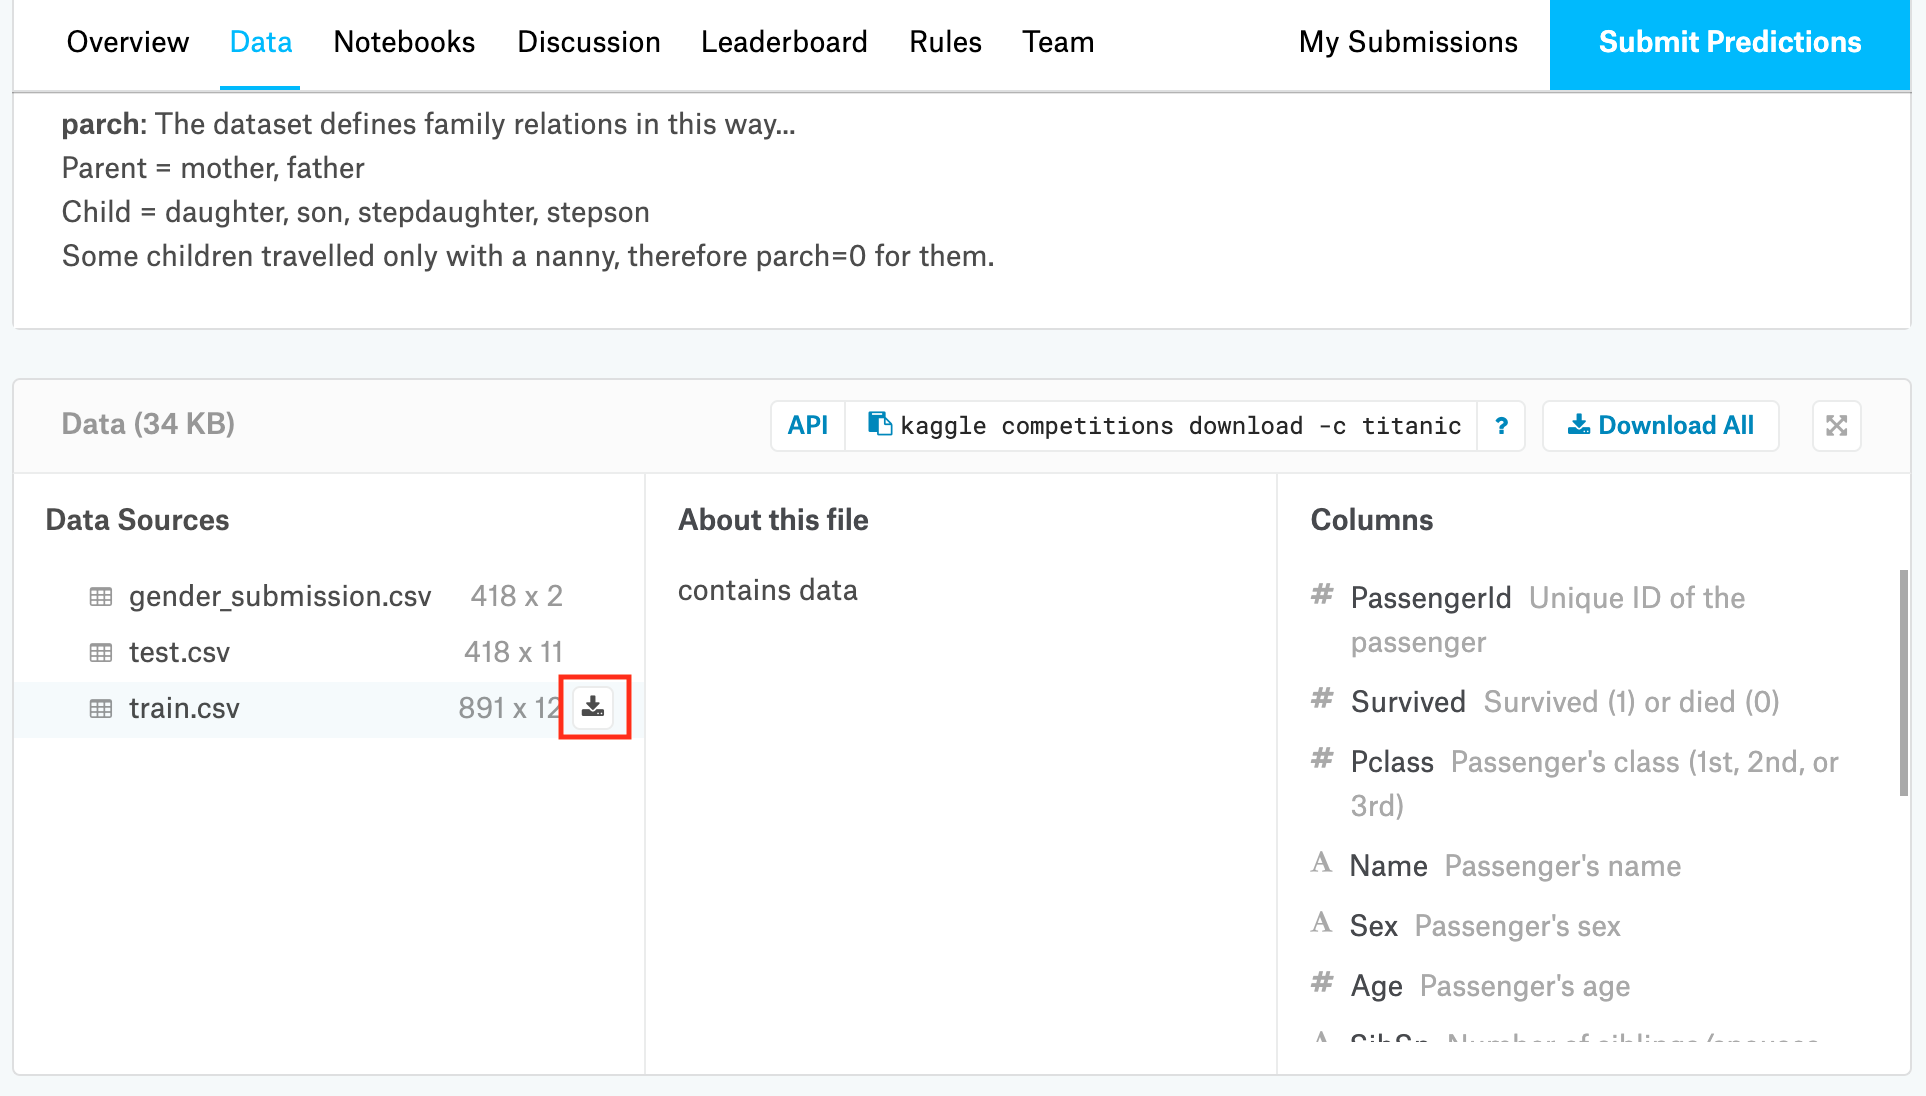 Overview Data Notebooks Discussion Leaderboard Rules Team My Submissions Submit Predictions
parch: The dataset defines family relations in this way...
Parent = mother, father
Child = daughter, son, stepdaughter, stepson
Some children travelled only with a nanny, therefore parch=0 for them.
Data (34 KB)
API kaggle competitions download -c titanic ? Download All
Data Sources
gender_submission.csv 418 x 2
test.csv 418 x 11
train.csv 891 x 12
About this file
contains data
Columns
# PassengerId Unique ID of the
passenger
# Survived Survived (1) or died (0)
# Pclass Passenger's class (1st, 2nd, or
3rd)
A Name Passenger's name
A Sex Passenger's sex
# Age Passenger's age
A SibSp Number of siblings/spouses